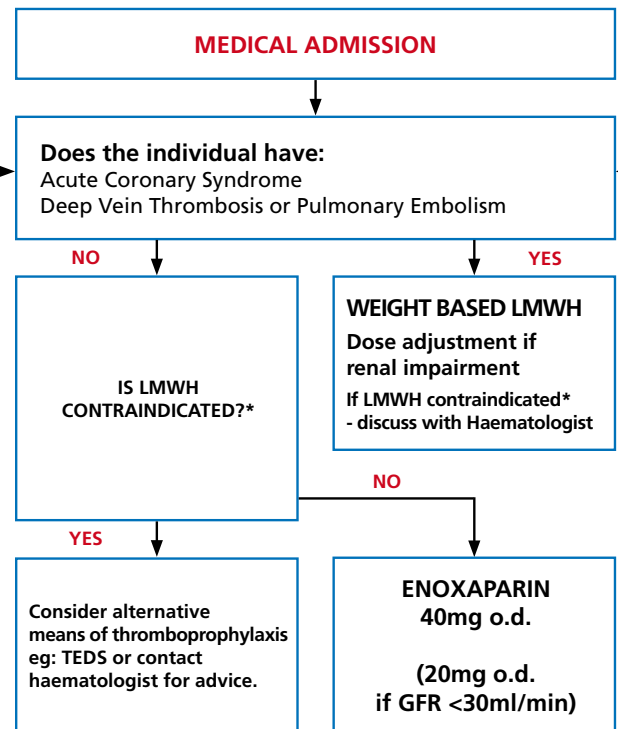 MEDICAL ADMISSION
Does the individual have:
Acute Coronary Syndrome
Deep Vein Thrombosis or Pulmonary Embolism
NO
YES
IS LMWH
CONTRAINDICATED?*
WEIGHT BASED LMWH
Dose adjustment if
renal impairment
If LMWH contraindicated*
- discuss with Haematologist
NO
YES
Consider alternative
means of thromboprophylaxis
eg: TEDS or contact
haematologist for advice.
ENOXAPARIN
40mg o.d.
(20mg o.d.
if GFR <30ml/min)